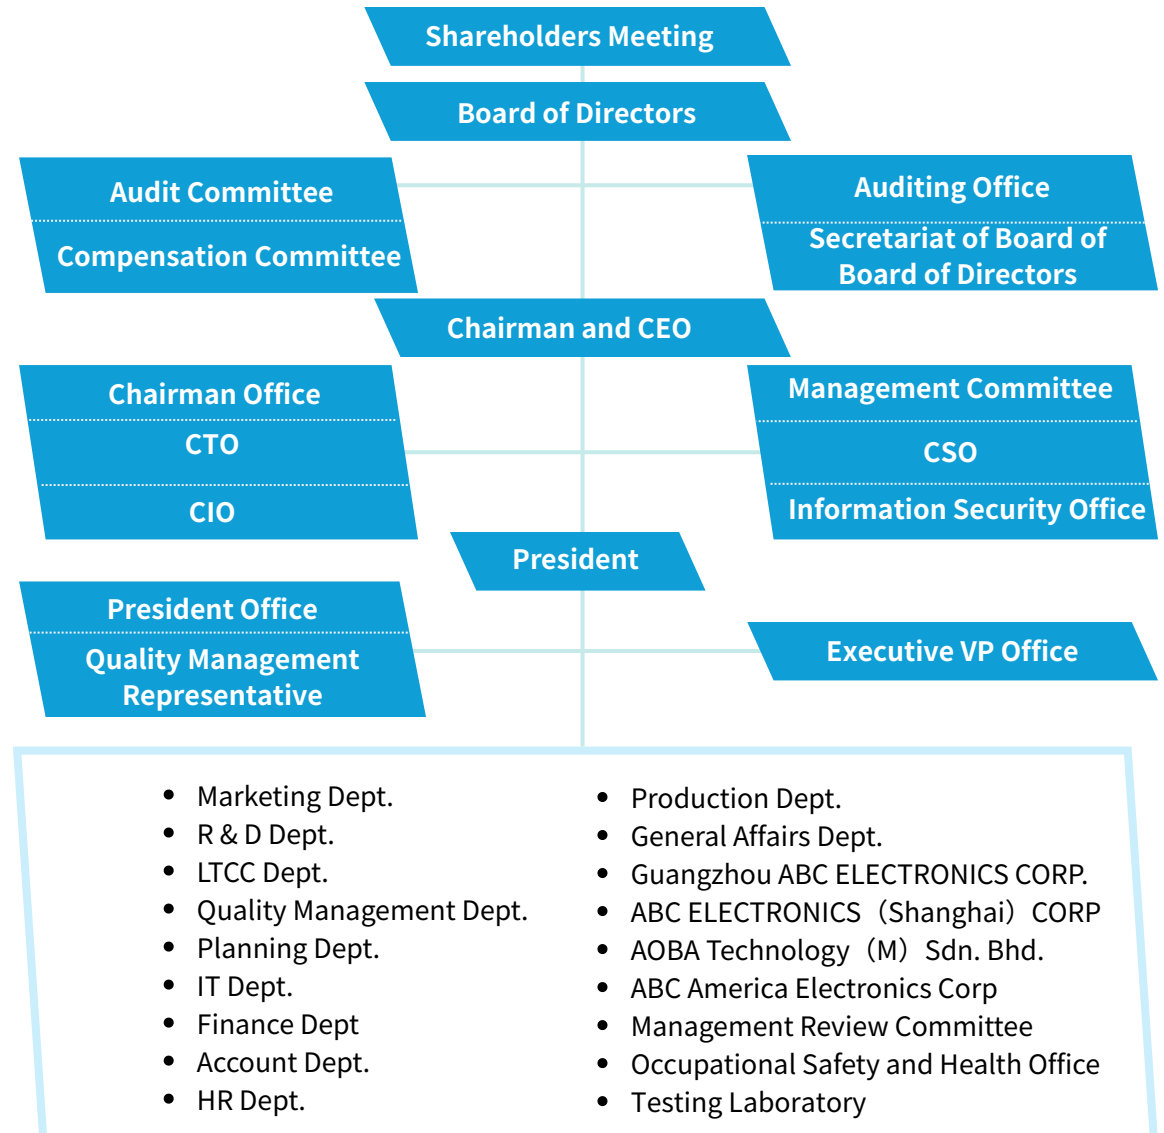 Shareholders Meeting
Board of Directors
Audit Committee
Compensation Committee
Auditing Office
Secretariat of Board of
Board of Directors
Chairman and CEO
Chairman Office
CTO
CIO
Management Committee
CSO
Information Security Office
President
President Office
Quality Management
Representative
Executive VP Office
• Marketing Dept.
• R & D Dept.
• LTCC Dept.
• Quality Management Dept.
• Planning Dept.
• IT Dept.
• Finance Dept
• Account Dept.
• HR Dept.
• Production Dept.
• General Affairs Dept.
• Guangzhou ABC ELECTRONICS CORP.
• ABC ELECTRONICS（Shanghai）CORP
• AOBA Technology（M）Sdn. Bhd.
• ABC America Electronics Corp
• Management Review Committee
• Occupational Safety and Health Office
• Testing Laboratory